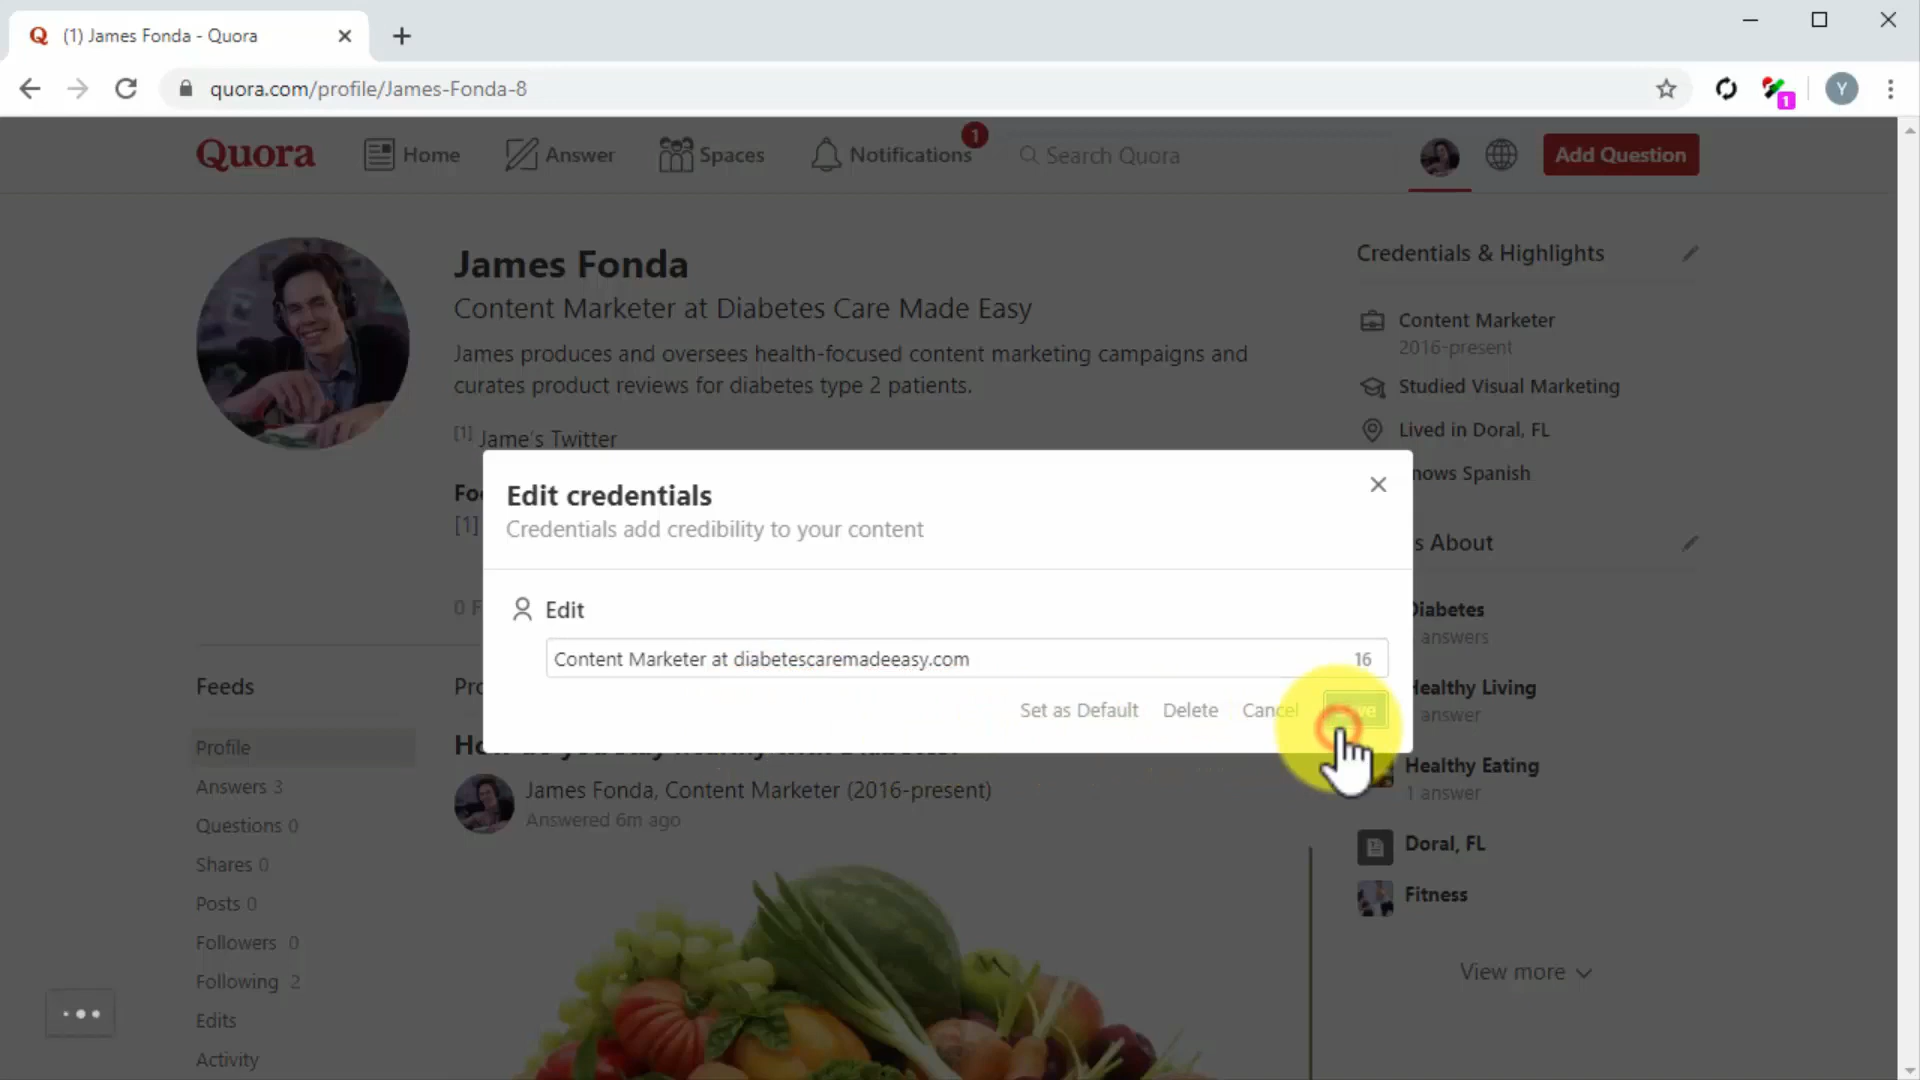 (1) James Fonda - Quora
quora.com/profile/James-Fonda-8
1
Y
Quora
Home
Answer
Spaces
Notifications
1
Search Quora
Add Question
James Fonda
Content Marketer at Diabetes Care Made Easy
James produces and oversees health-focused content marketing campaigns and
curates product reviews for diabetes type 2 patients.
[1] Jame's Twitter
[1]
Credentials & Highlights
Content Marketer
2016-present
Studied Visual Marketing
Lived in Doral, FL
nows Spanish
Edit credentials
Credentials add credibility to your content
Edit
Content Marketer at diabetescaremadeeasy.com
16
Set as Default
Delete
Cancel
s About
Diabetes
answers
Healthy Living
answer
Healthy Eating
1 answer
Doral, FL
Fitness
View more
Feeds
Profile
Answers 3
Questions 0
Shares 0
Posts 0
Followers 0
Following 2
Edits
Activity
James Fonda, Content Marketer (2016-present)
Answered 6m ago